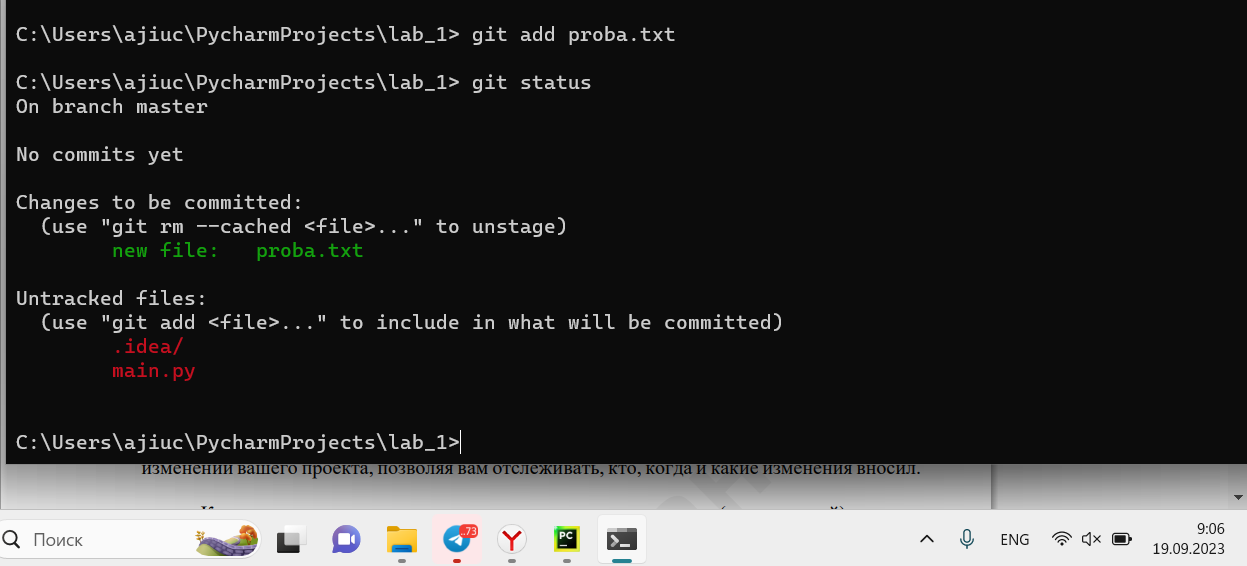 C:\Users\ajiuc\PycharmProjects\lab_1> git add proba.txt
C:\Users\ajiuc\PycharmProjects\lab_1> git status
On branch master
No commits yet
Changes to be committed:
(use "git rm --cached <file>..." to unstage)
new file: proba.txt
Untracked files:
(use "git add <file>..." to include in what will be committed)
.idea/
main.py
C:\Users\ajiuc\PycharmProjects\lab_1>
изменений вашего проекта, позволяя вам отслеживать, кто, когда и какие изменения вносил.
Поиск
73
PC
ENG
9:06
19.09.2023